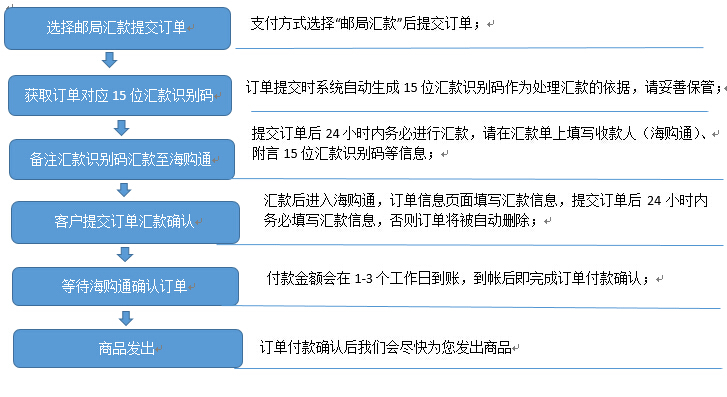 选择邮局汇款提交订单
支付方式选择“邮局汇款”后提交订单；
获取订单对应 15 位汇款识别码
订单提交时系统自动生成 15 位汇款识别码作为处理汇款的依据，请妥善保管；
备注汇款识别码汇款至海购通
提交订单后 24 小时内务必进行汇款，请在汇款单上填写收款人（海购通）、
附言 15 位汇款识别码等信息；
客户提交订单汇款确认
汇款后进入海购通，订单信息页面填写汇款信息，提交订单后 24 小时内
务必填写汇款信息，否则订单将被自动删除；
等待海购通确认订单
付款金额会在 1-3 个工作日到账，到帐后即完成订单付款确认；
商品发出
订单付款确认后我们会尽快为您发出商品